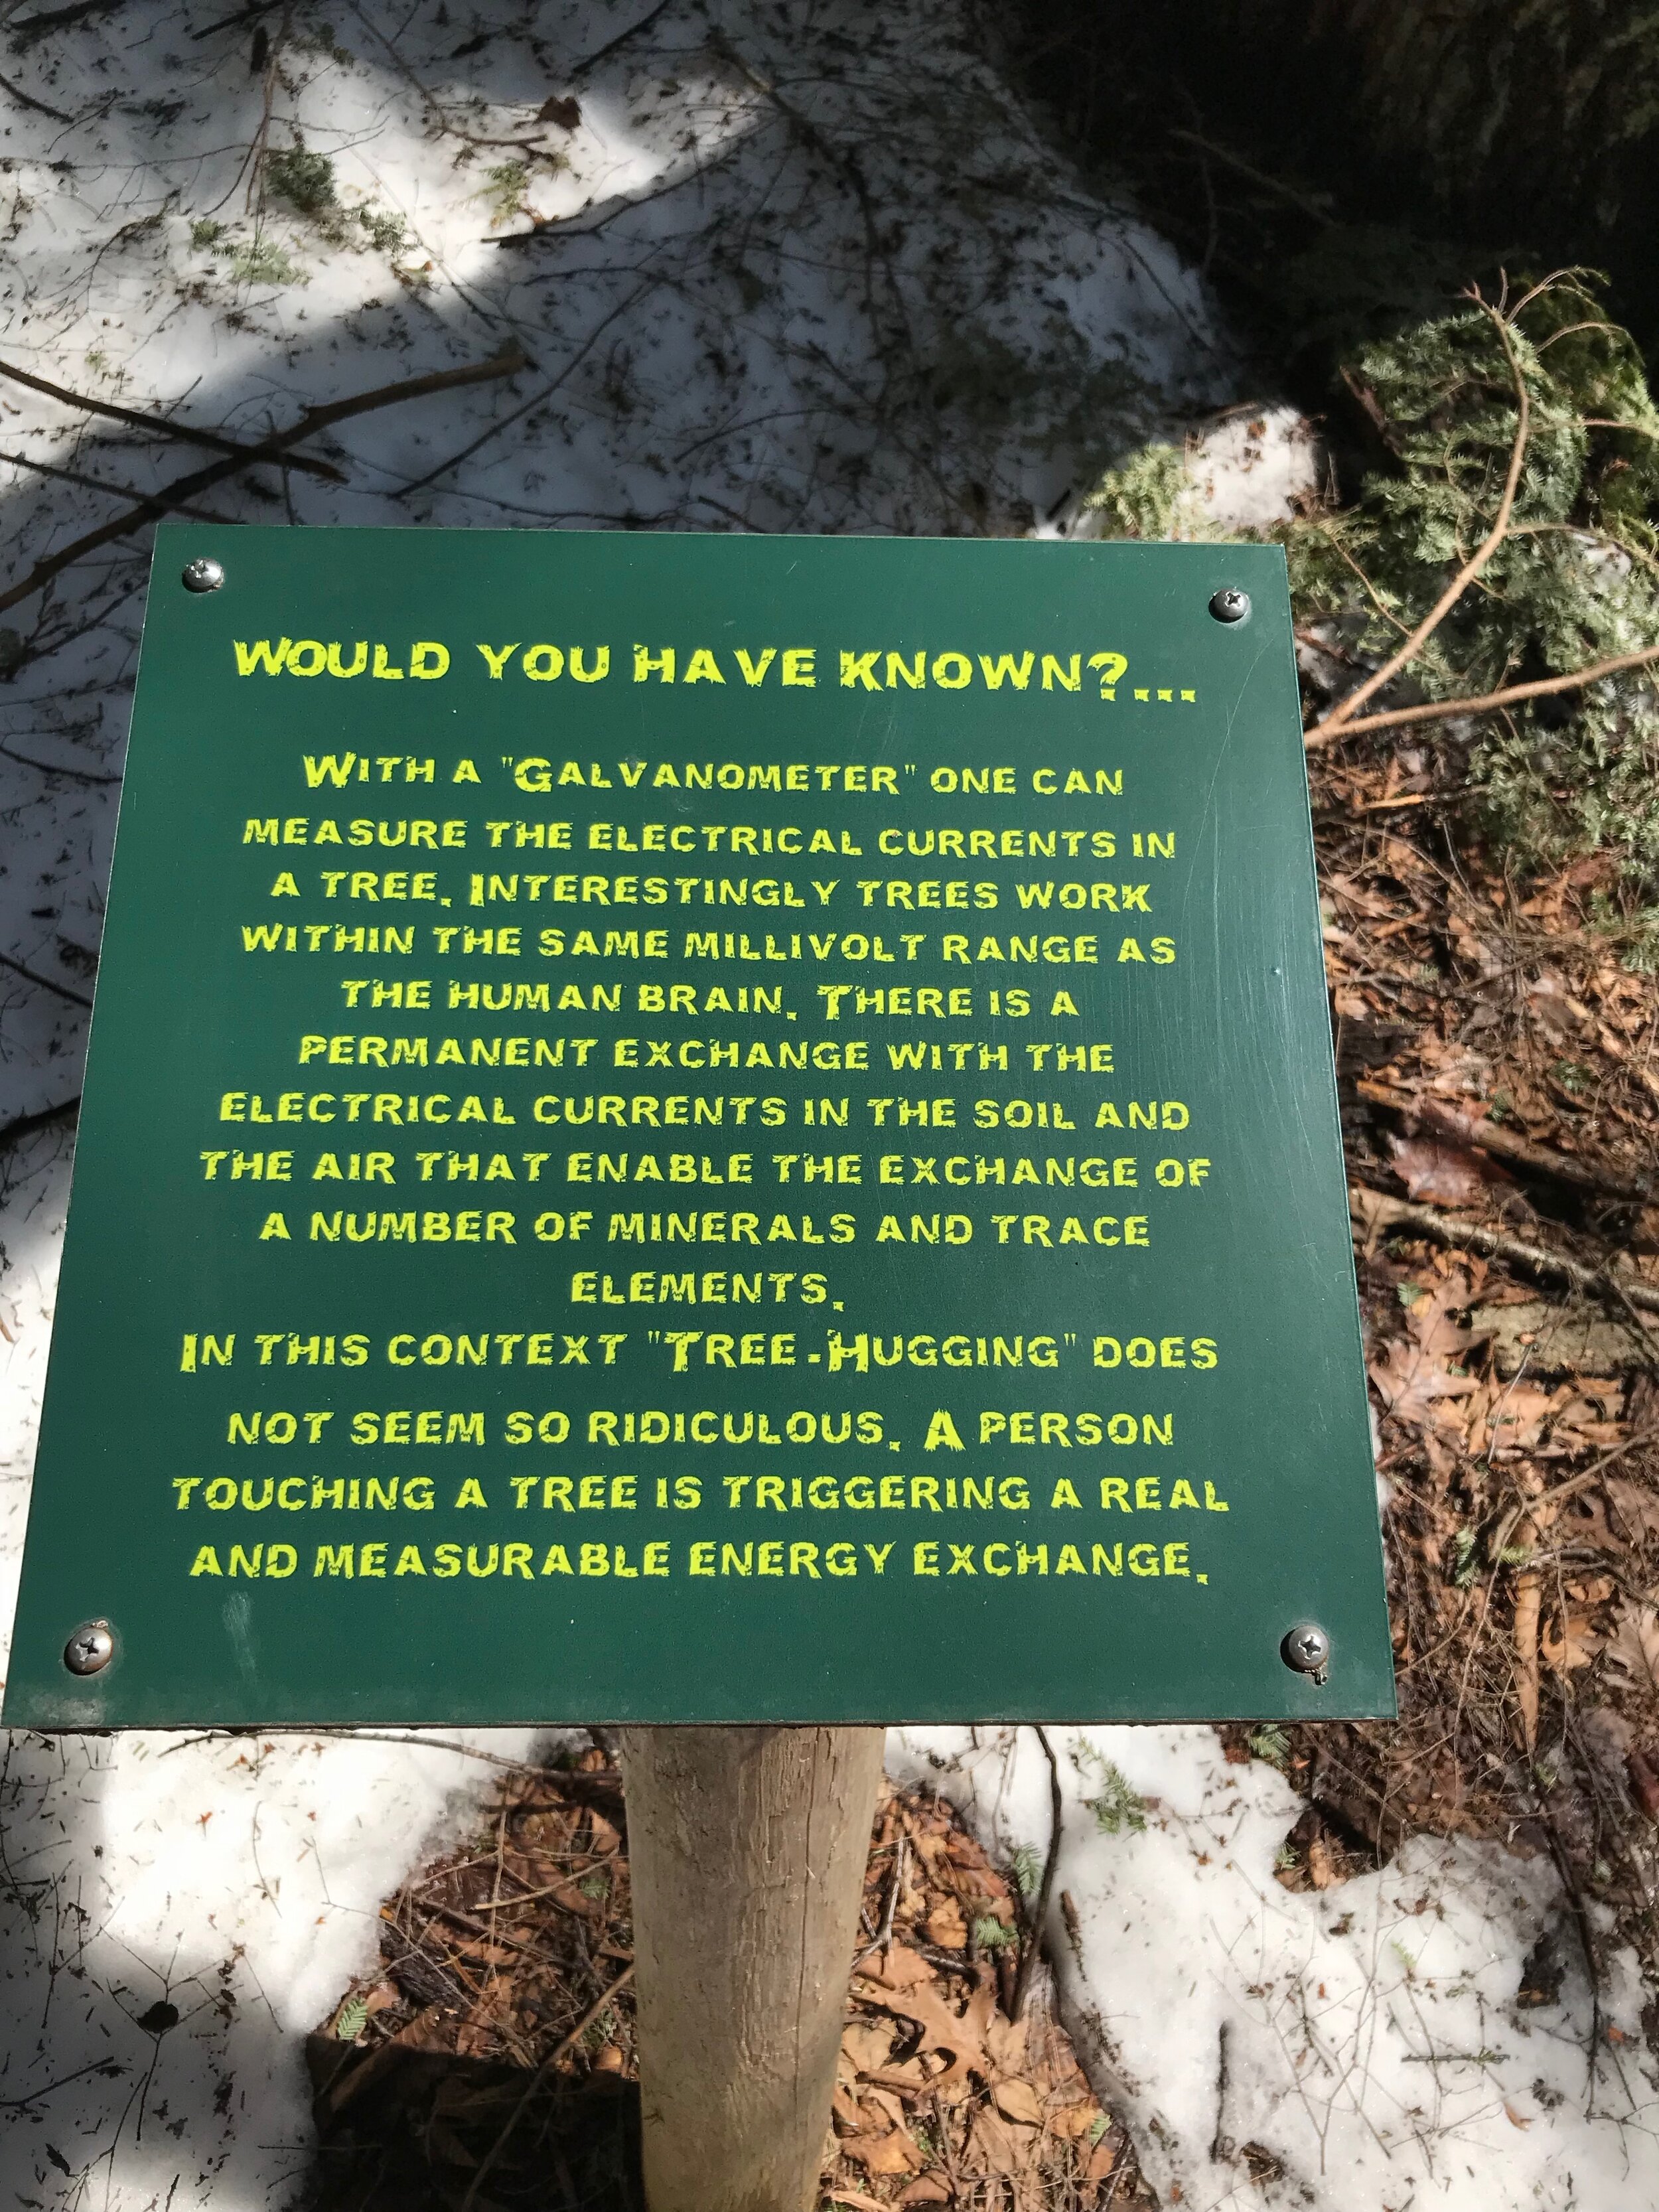 WOULD YOU HAVE KNOWN?...
WITH A "GALVANOMETER" ONE CAN
MEASURE THE ELECTRICAL CURRENTS IN
A TREE. INTERESTINGLY TREES WORK
WITHIN THE SAME MILLIVOLT RANGE AS
THE HUMAN BRAIN. THERE IS A
PERMANENT EXCHANGE WITH THE
ELECTRICAL CURRENTS IN THE SOIL AND
THE AIR THAT ENABLE THE EXCHANGE OF
A NUMBER OF MINERALS AND TRACE
ELEMENTS.
IN THIS CONTEXT "TREE-HUGGING" DOES
NOT SEEM SO RIDICULOUS. A PERSON
TOUCHING A TREE IS TRIGGERING A REAL
AND MEASURABLE ENERGY EXCHANGE.